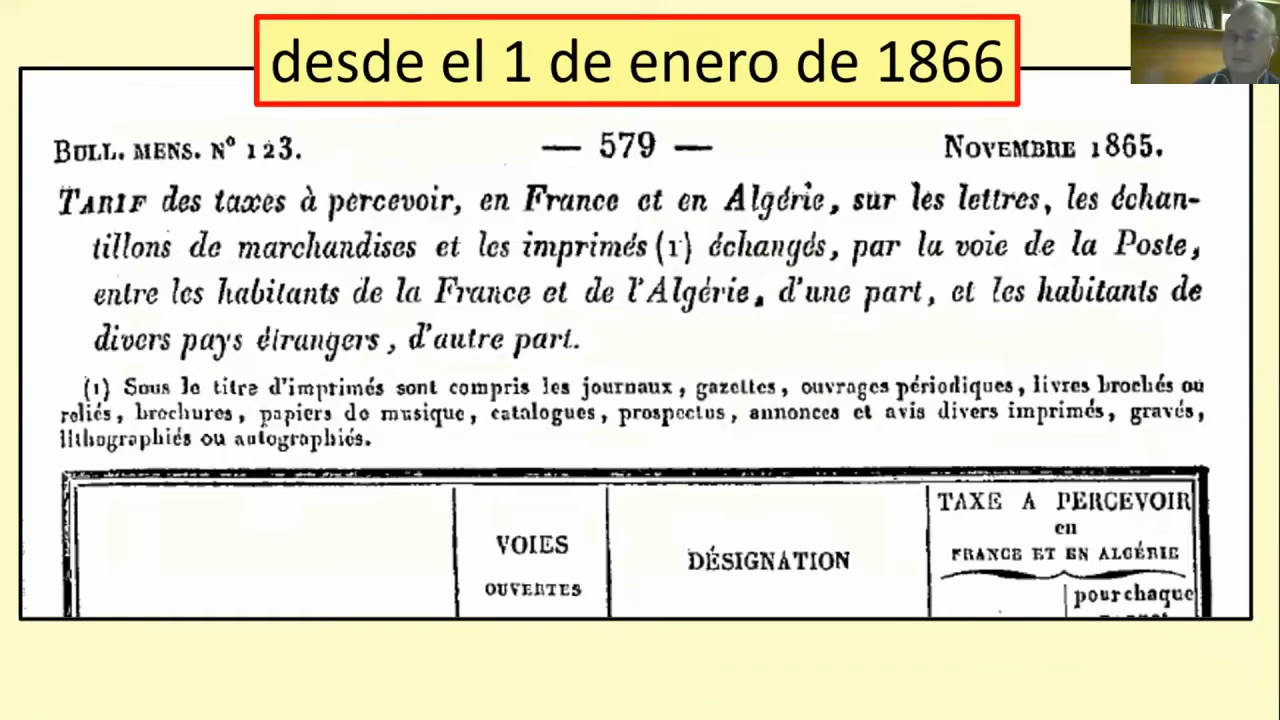 desde el 1 de enero de 1866
BULL. MENS. Nº 123.
— 579 —
NOVEMBRE 1865.
TARIF des taxes à percevoir, en France et en Algérie, sur les lettres, les échan-
tillons de marchandises et les imprimés (1) échangés, par la voie de la Poste,
entre les habitants de la France et de l'Algérie, d'une part, et les habitants de
divers pays étrangers, d'autre part.
(1) Sous le titre d'imprimés sont compris les journaux, gazettes, ouvrages périodiques, livres brochés ou
reliés, brochures, papiers de musique, catalogues, prospectus, annonces et avis divers imprimés, gravés,
lithographiés ou autographiés.
VOIES
OUVERTES
DÉSIGNATION
TAXE A PERCEVOIR
en
FRANCE ET EN ALGÉRIE
pour chaque